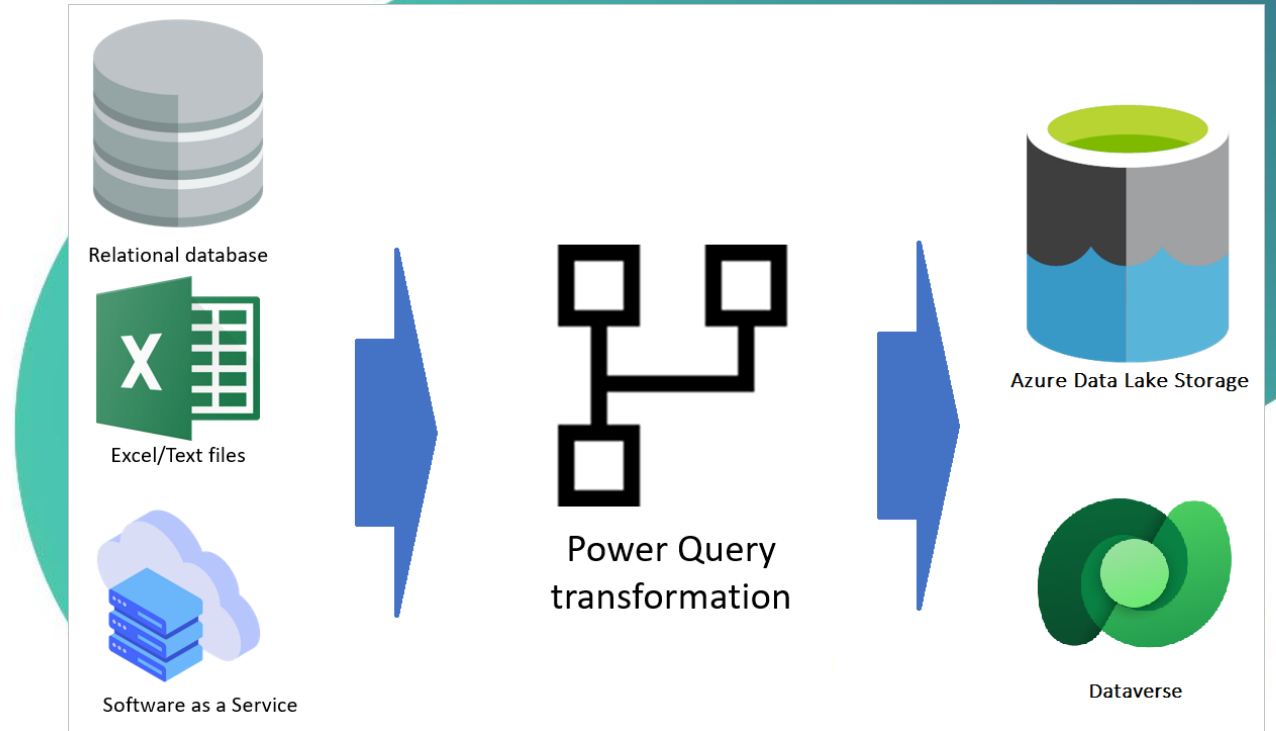 Relational database
X
Excel/Text files
Software as a Service
Power Query
transformation
Azure Data Lake Storage
Dataverse